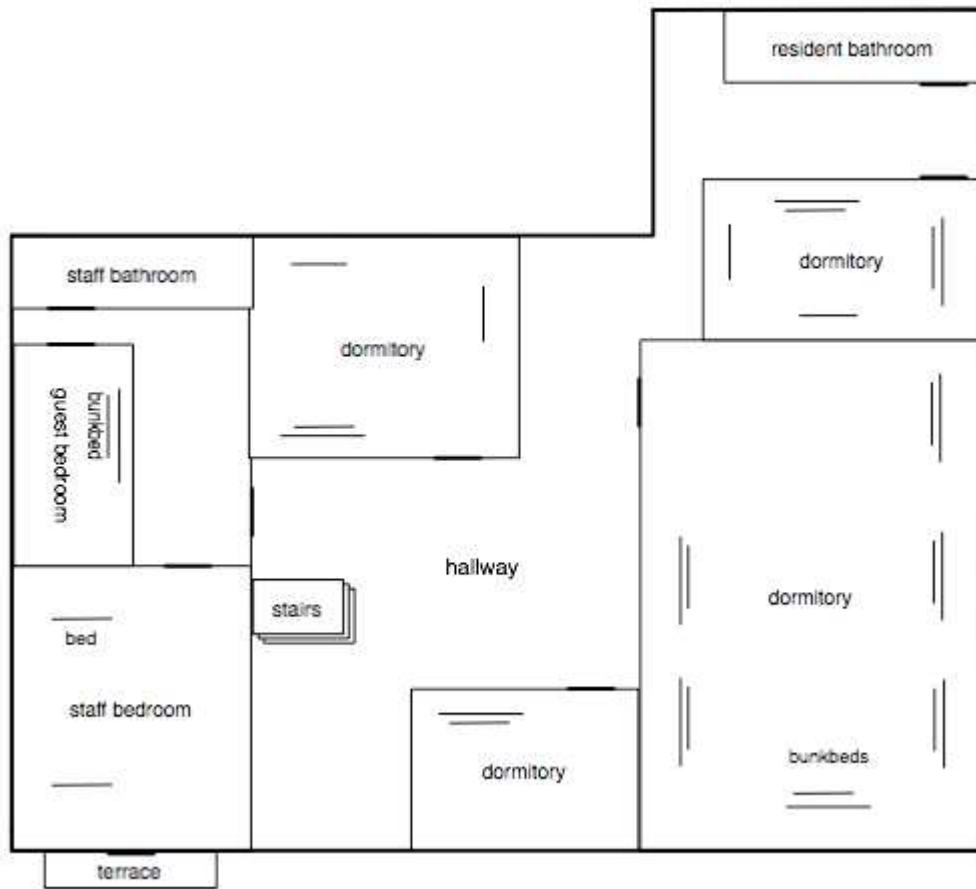 resident bathroom
staff bathroom
dormitory
dormitory
bunkbed
guest bedroom
hallway
dormitory
stairs
bed
staff bedroom
bunkbeds
dormitory
terrace